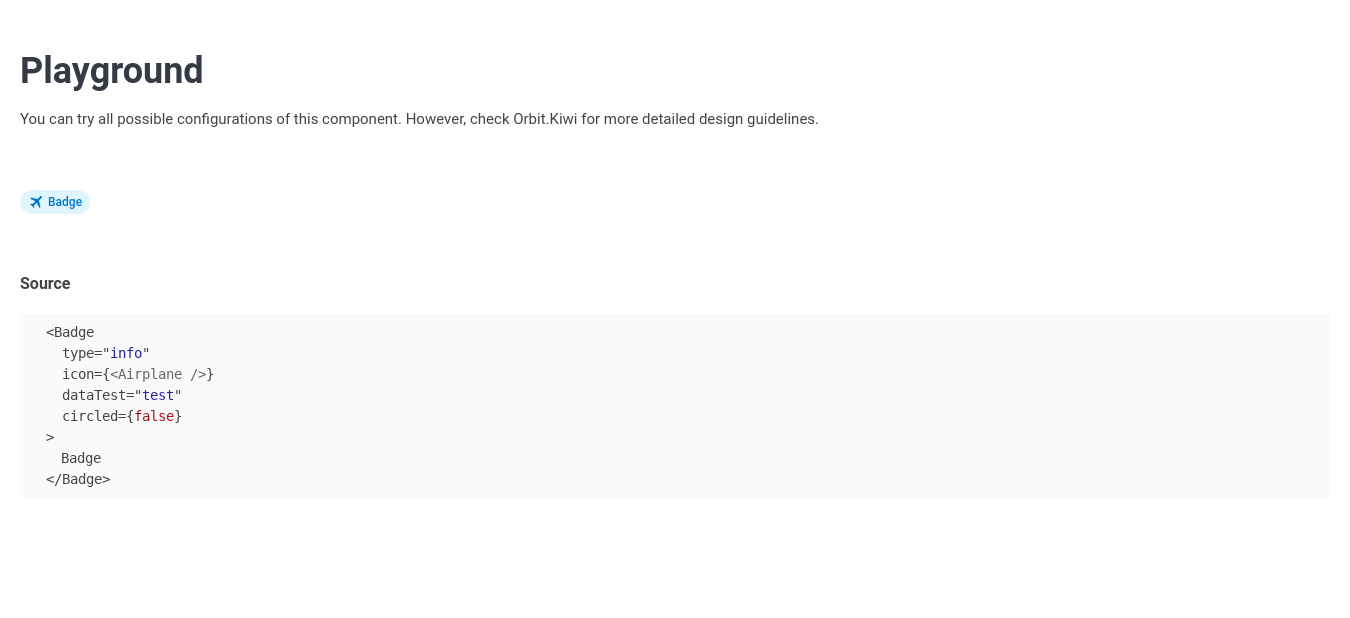 Playground
You can try all possible configurations of this component. However, check Orbit.Kiwi for more detailed design guidelines.
Badge
Source
<Badge
  type="info"
  icon={<Airplane />}
  dataTest="test"
  circled={false}
>
  Badge
</Badge>